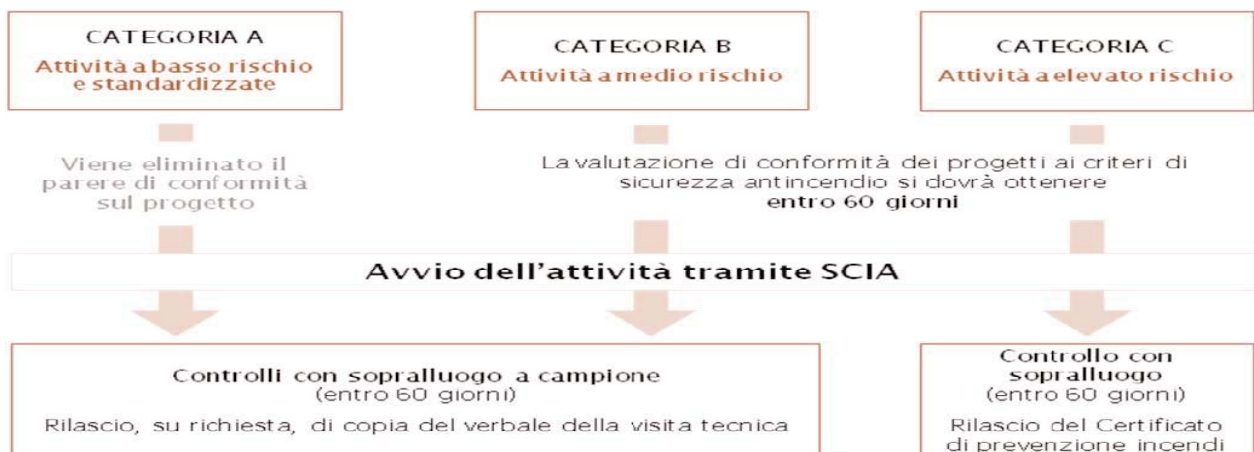 CATEGORIA A
Attività a basso rischio
e standardizzate
CATEGORIA B
Attività a medio rischio
CATEGORIA C
Attività a elevato rischio
Viene eliminato il
parere di conformità
sul progetto
La valutazione di conformità dei progetti ai criteri di
sicurezza antincendio si dovrà ottenere
entro 60 giorni
Avvio dell'attività tramite SCIA
Controlli con sopralluogo a campione
(entro 60 giorni)
Rilascio, su richiesta, di copia del verbale della visita tecnica
Controllo con
sopralluogo
(entro 60 giorni)
Rilascio del Certificato
di prevenzione incendi